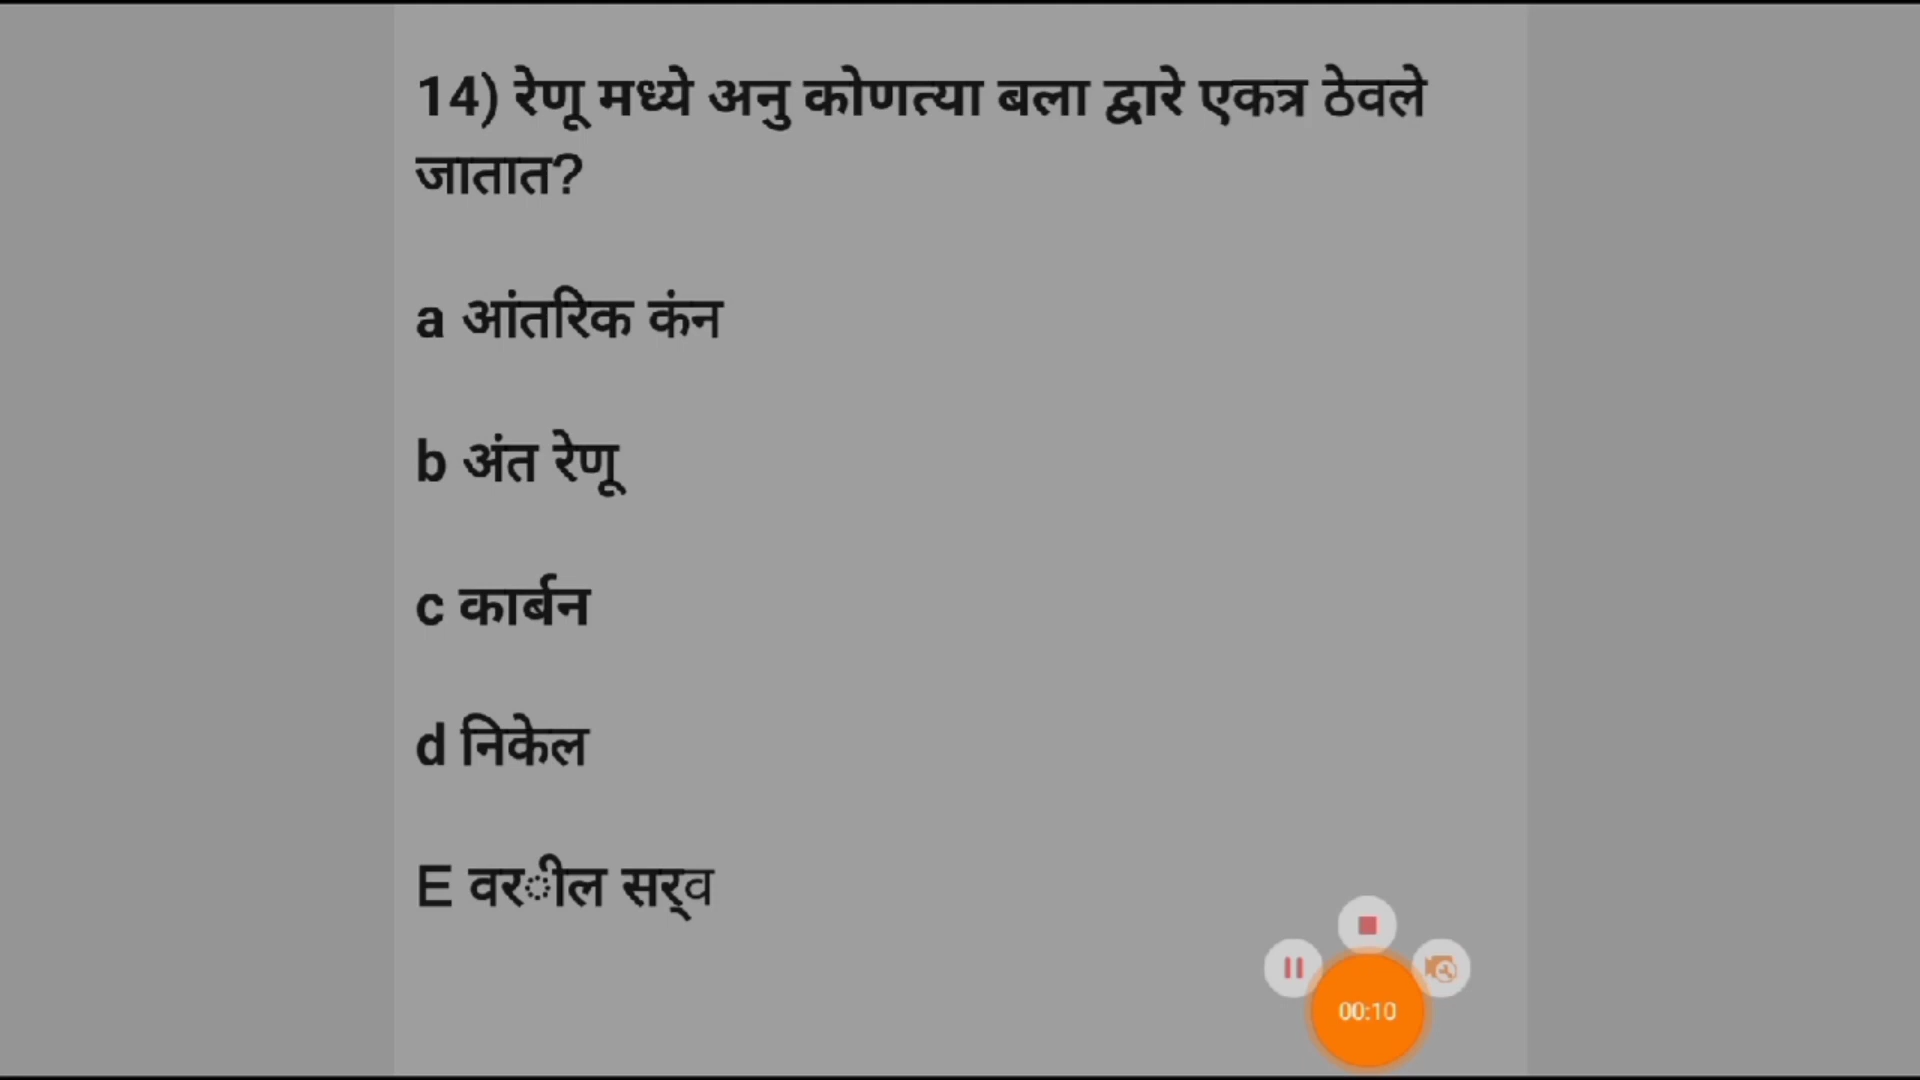 14) रेणू मध्ये अनु कोणत्या बला द्वारे एकत्र ठेवले
जातात?
a आंतरिक कंन
b अंत रेणू
c कार्बन
d निकेल
E वरील सर्‌व
00:10